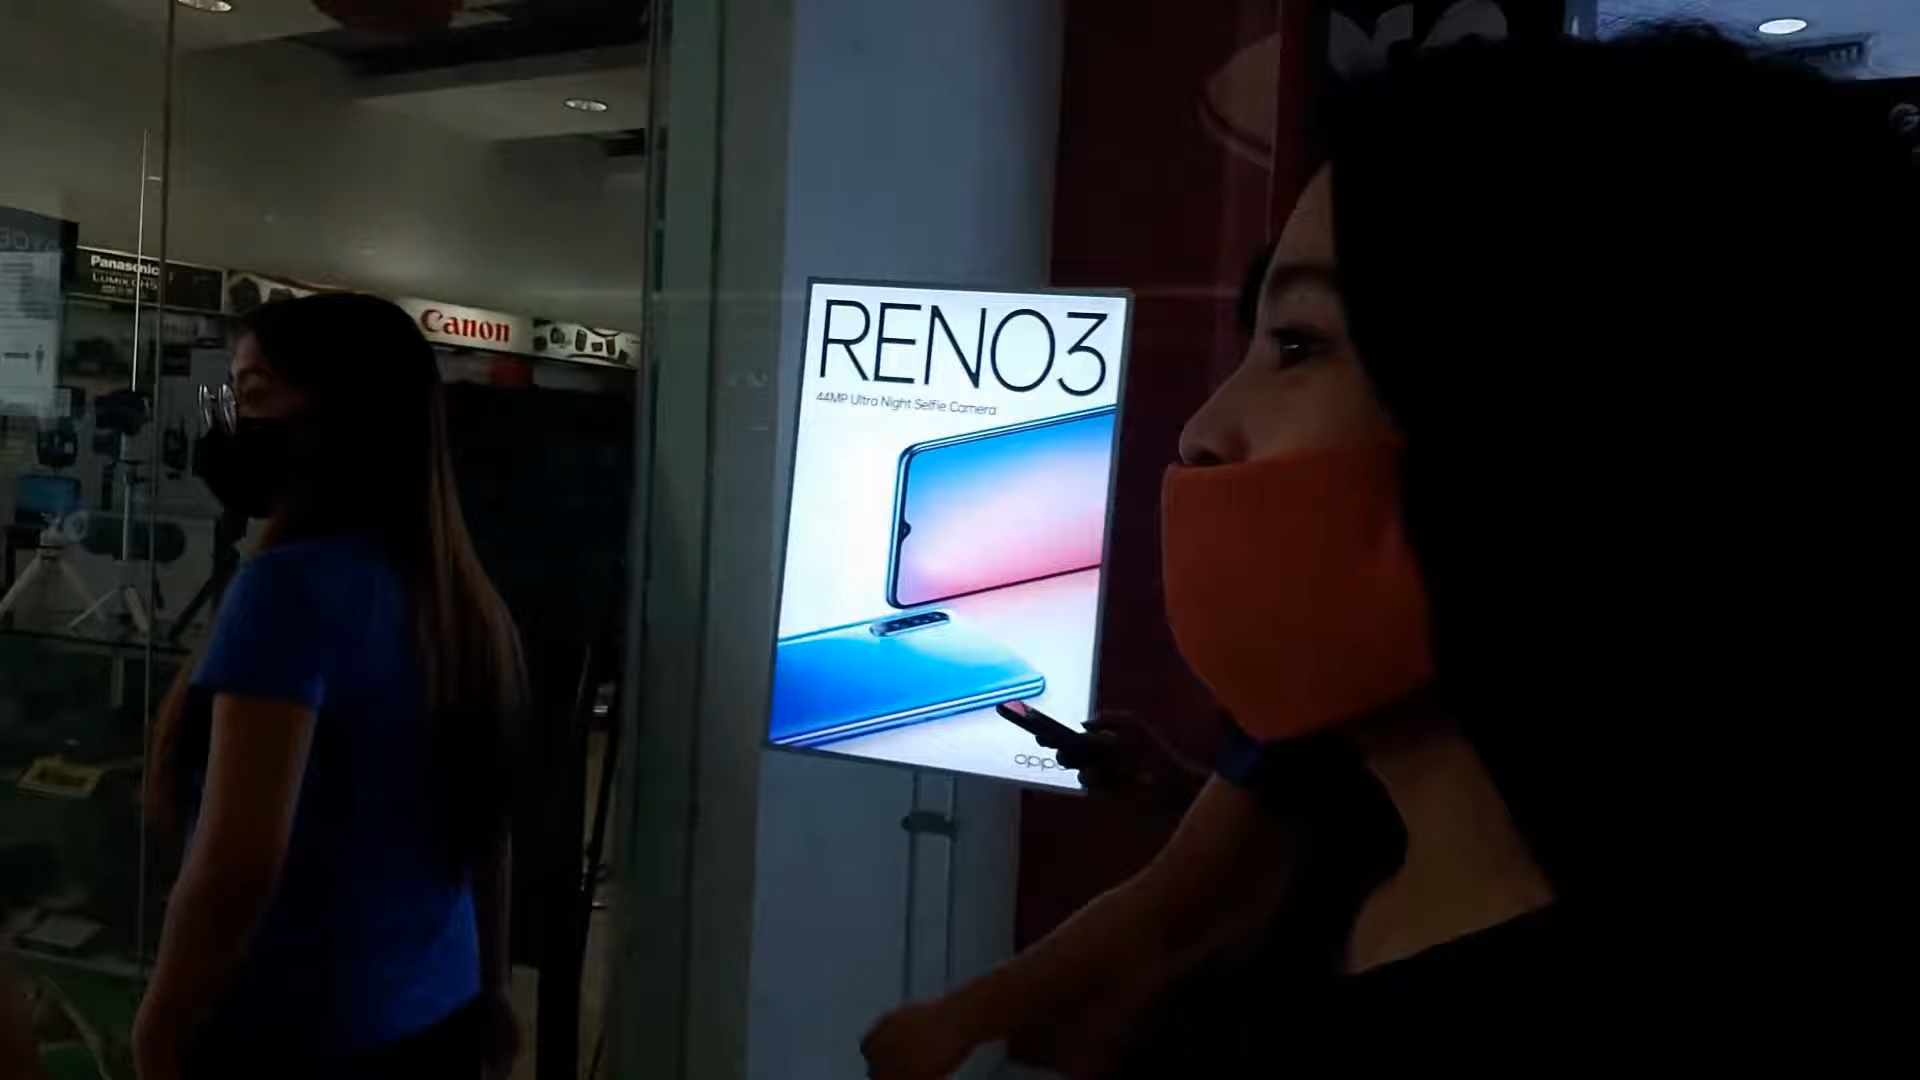 Panasonic
LUMIX GH5
Canon
RENO3
44MP Ultra Night Selfie Camera
oppo